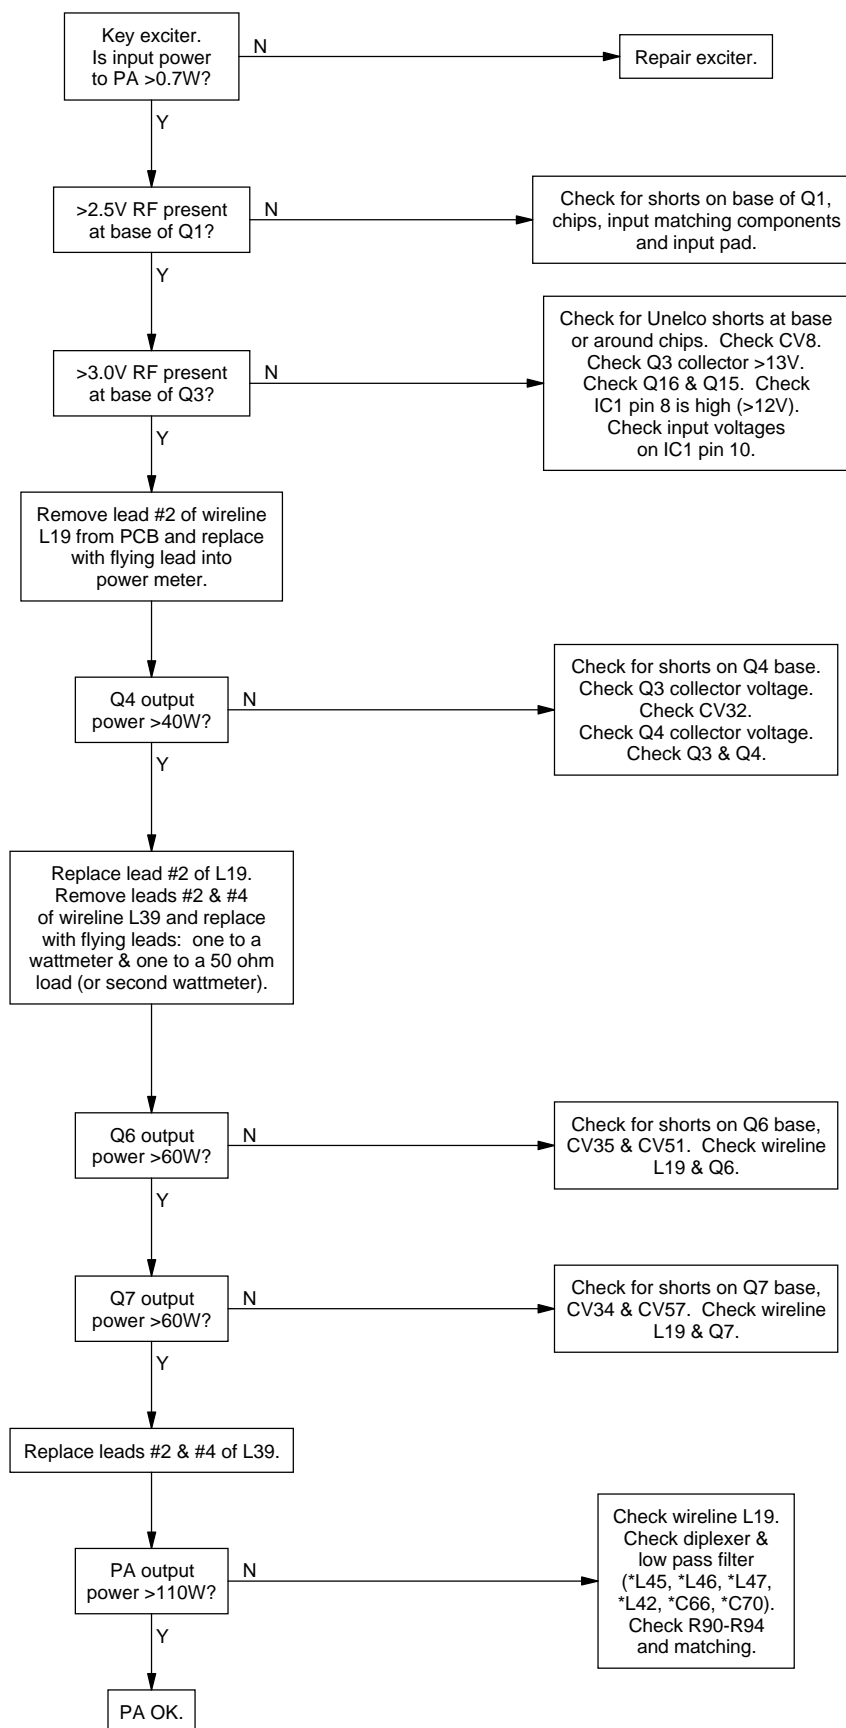 Key exciter.
Is input power
to PA >0.7W?
N
Repair exciter.
Y
>2.5V RF present
at base of Q1?
N
Check for shorts on base of Q1,
chips, input matching components
and input pad.
Y
>3.0V RF present
at base of Q3?
N
Check for Unelco shorts at base
or around chips.  Check CV8.
Check Q3 collector >13V.
Check Q16 & Q15.  Check
IC1 pin 8 is high (>12V).
Check input voltages
on IC1 pin 10.
Y
Remove lead #2 of wireline
L19 from PCB and replace
with flying lead into
power meter.
Q4 output
power >40W?
N
Check for shorts on Q4 base.
Check Q3 collector voltage.
Check CV32.
Check Q4 collector voltage.
Check Q3 & Q4.
Y
Replace lead #2 of L19.
Remove leads #2 & #4
of wireline L39 and replace
with flying leads:  one to a
wattmeter & one to a 50 ohm
load (or second wattmeter).
Q6 output
power >60W?
N
Check for shorts on Q6 base,
CV35 & CV51.  Check wireline
L19 & Q6.
Y
Q7 output
power >60W?
N
Check for shorts on Q7 base,
CV34 & CV57.  Check wireline
L19 & Q7.
Y
Replace leads #2 & #4 of L39.
PA output
power >110W?
N
Check wireline L19.
Check diplexer &
low pass filter
(*L45, *L46, *L47,
*L42, *C66, *C70).
Check R90-R94
and matching.
Y
PA OK.